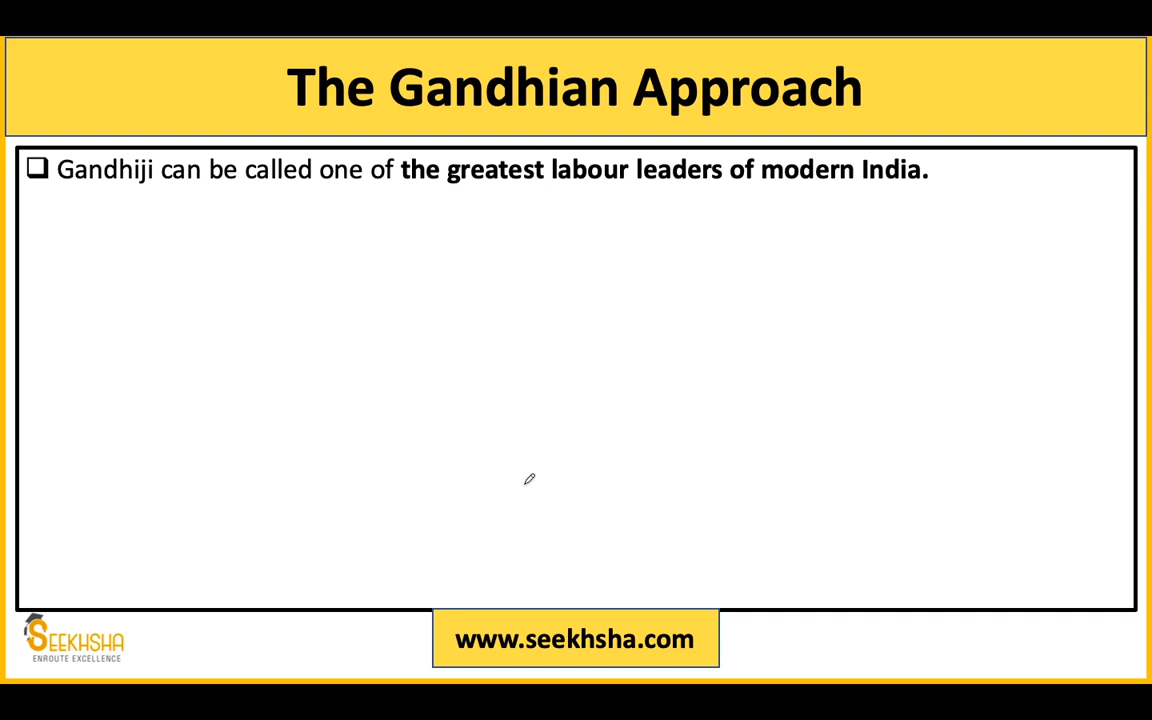 The Gandhian Approach
Gandhiji can be called one of the greatest labour leaders of modern India.
SEEKHSHA
ENROUTE EXCELLENCE
www.seekhsha.com